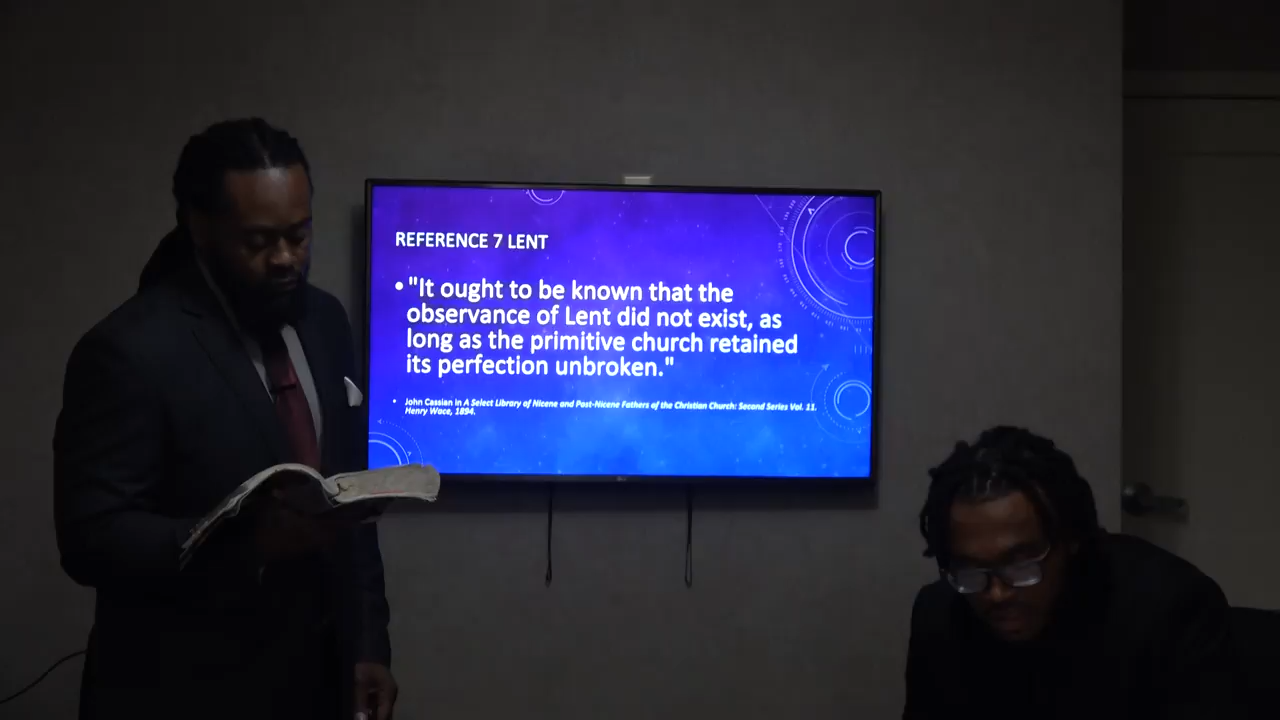 REFERENCE 7 LENT
• "It ought to be known that the
observance of Lent did not exist, as
long as the primitive church retained
its perfection unbroken."
• John Cassian in A Select Library of Nicene and Post-Nicene Fathers of the Christian Church: Second Series Vol. 11.
Henry Wace, 1894.